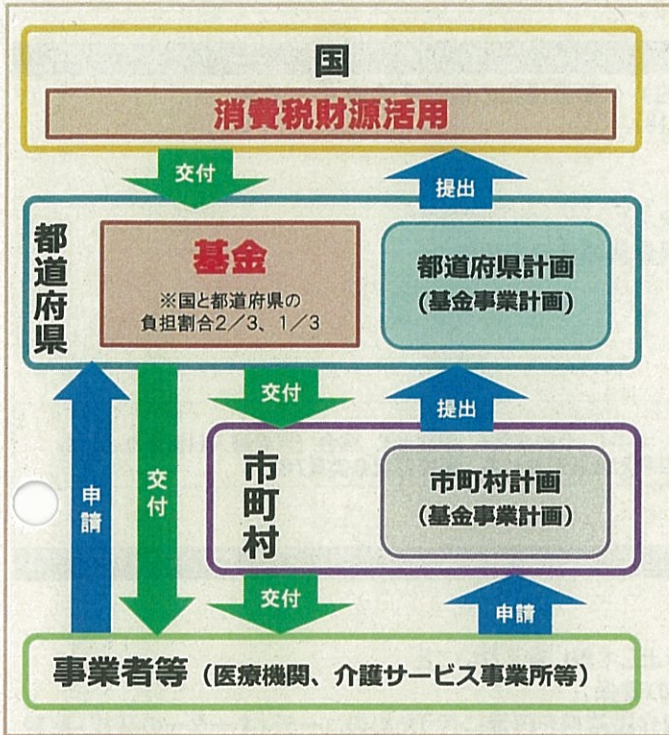 国
消費税財源活用
交付
提出
都道府県
基金
※国と都道府県の
負担割合2／3、1／3
都道府県計画
(基金事業計画)
交付
提出
申請
交付
市町村
市町村計画
(基金事業計画)
交付
申請
事業者等（医療機関、介護サービス事業所等）